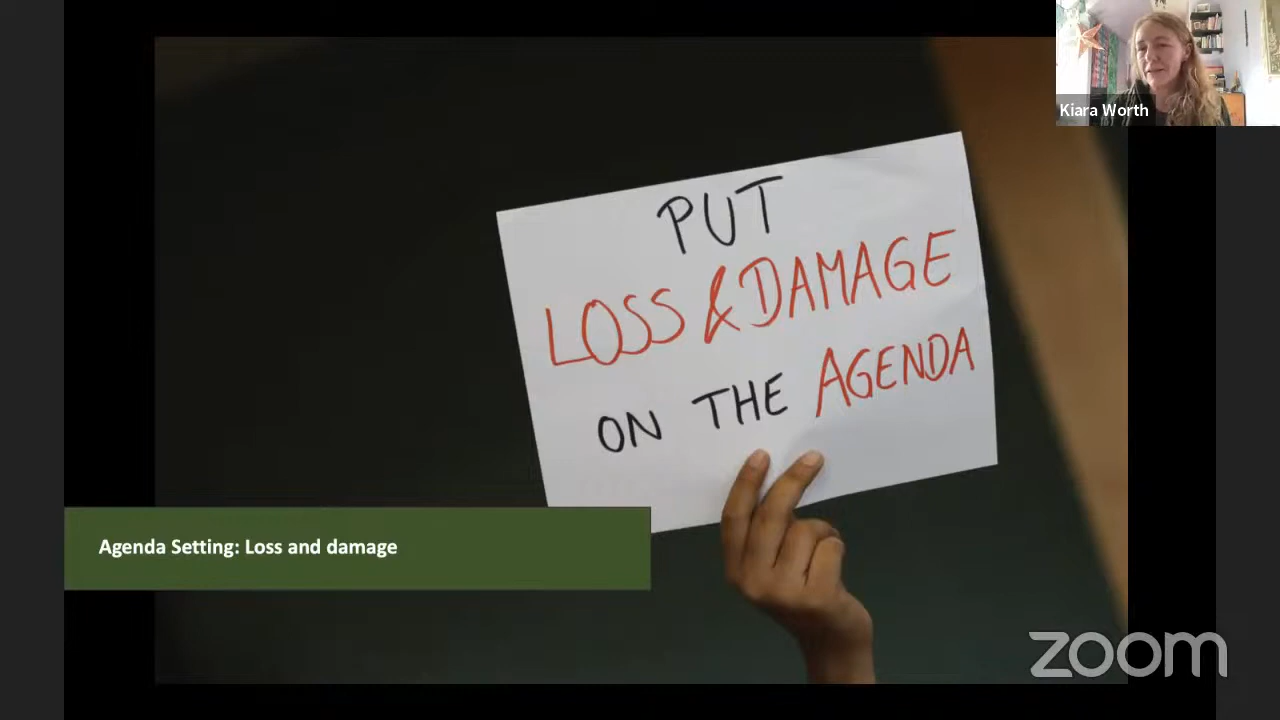 Kiara Worth
PUT
LOSS & DAMAGE
ON THE AGENDA
Agenda Setting: Loss and damage
zoom